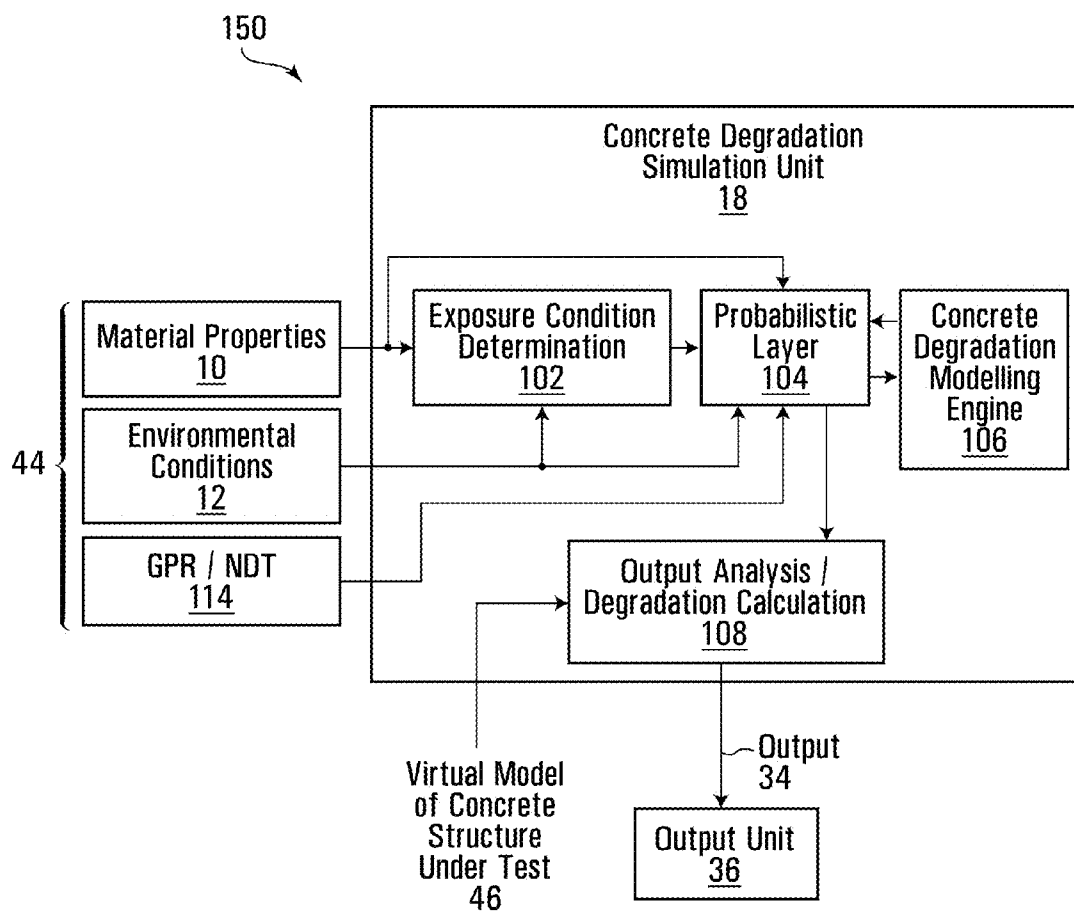 150
Concrete Degradation
Simulation Unit
18
44
Material Properties
10
Exposure Condition
Determination
102
Probabilistic
Layer
104
Concrete
Degradation
Modelling
Engine
106
Environmental
Conditions
12
GPR / NDT
114
Output Analysis /
Degradation Calculation
108
Virtual Model
of Concrete
Structure
Under Test
46
Output
34
Output Unit
36